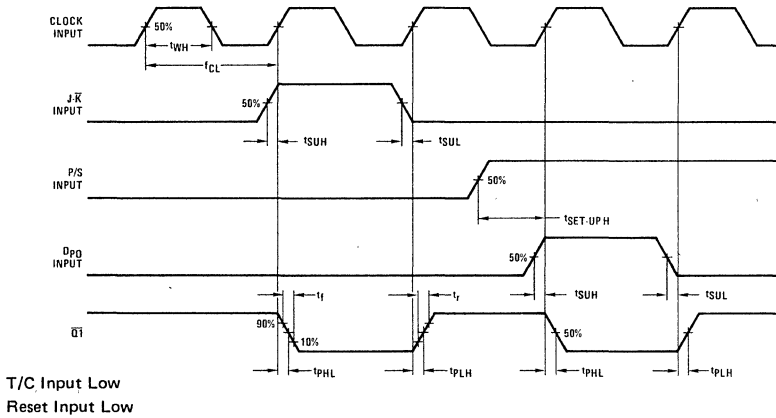 CLOCK
INPUT
50%
tWH
fCL
J·K̅
INPUT
50%
tSUH
tSUL
P/S
INPUT
50%
tSET-UP H
DP0
INPUT
50%
tSUH
tSUL
tf
tr
Q̅1̅
90%
10%
50%
tPHL
tPLH
tPHL
tPLH
T/C Input Low
Reset Input Low